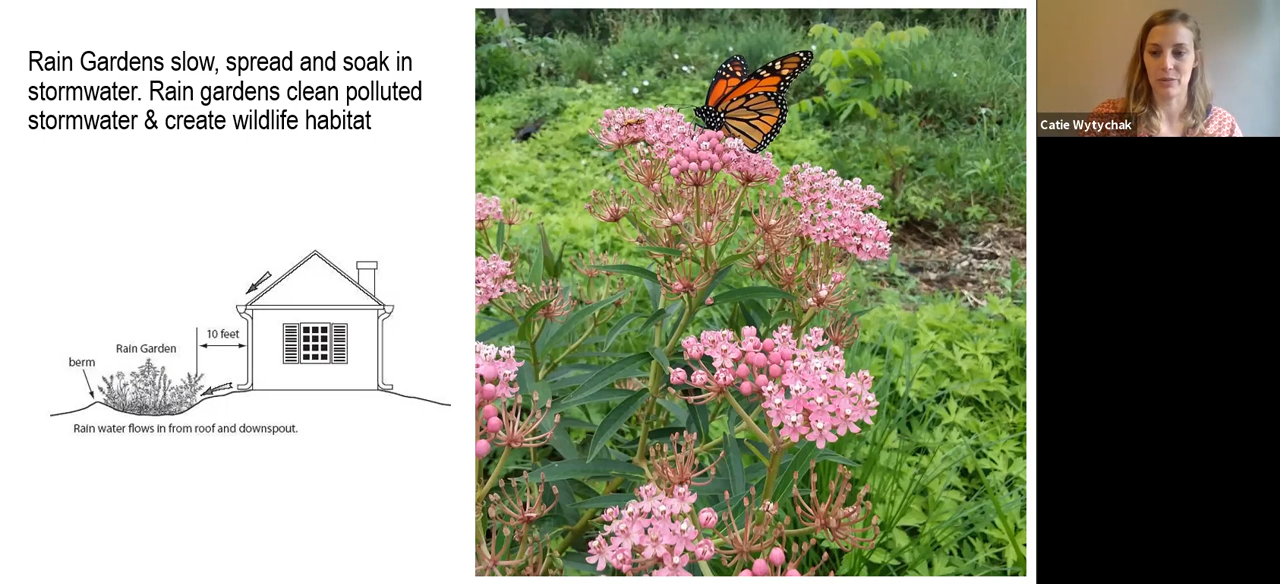 Rain Gardens slow, spread and soak in
stormwater. Rain gardens clean polluted
stormwater & create wildlife habitat
Catie Wytychak
10 feet
Rain Garden
berm
Rain water flows in from roof and downspout.